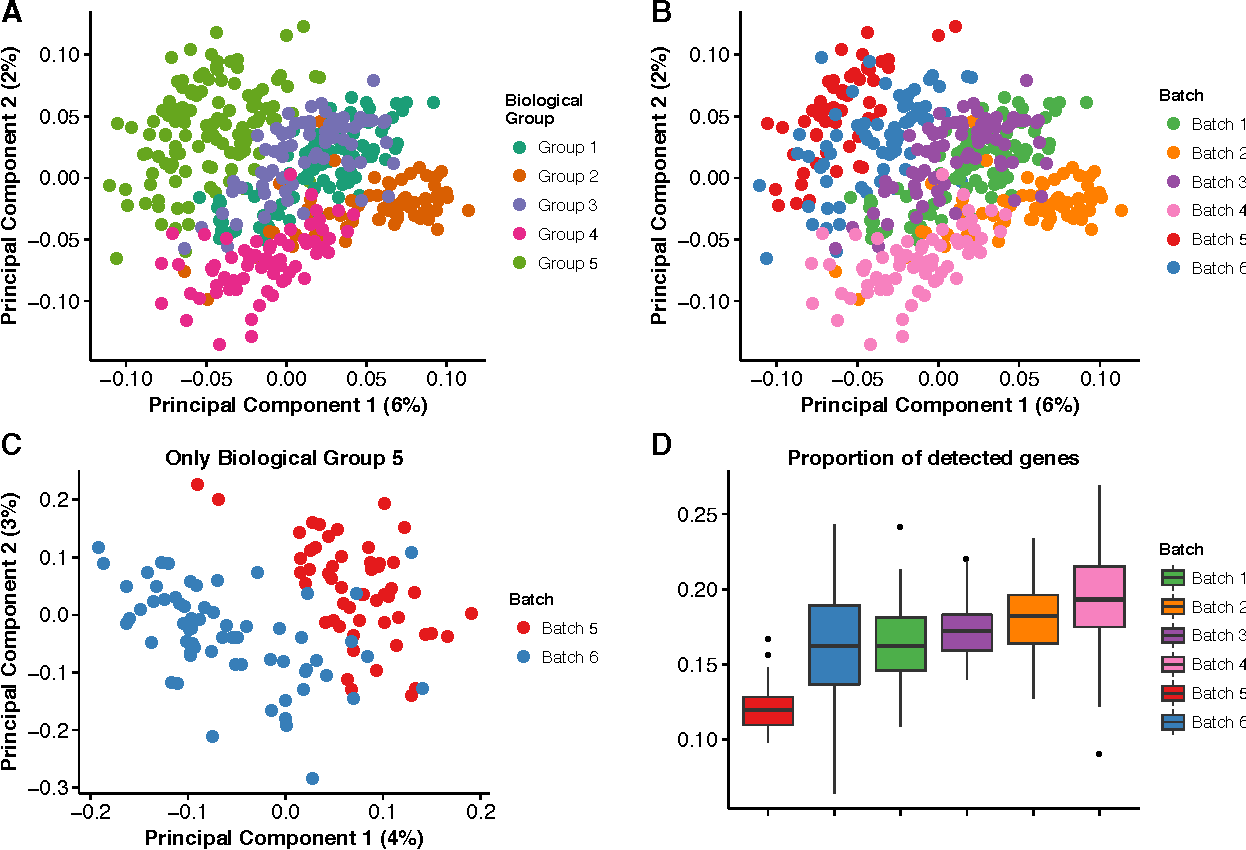 A
Principal Component 2 (2%)
0.10
0.05
0.00
−0.05
−0.10
−0.10
−0.05
0.00
0.05
0.10
Principal Component 1 (6%)
Biological
Group
Group 1
Group 2
Group 3
Group 4
Group 5
B
Principal Component 2 (2%)
0.10
0.05
0.00
−0.05
−0.10
−0.10
−0.05
0.00
0.05
0.10
Principal Component 1 (6%)
Batch
Batch 1
Batch 2
Batch 3
Batch 4
Batch 5
Batch 6
C
Only Biological Group 5
Principal Component 2 (3%)
0.2
0.1
0.0
−0.1
−0.2
−0.3
−0.2
−0.1
0.0
0.1
0.2
Principal Component 1 (4%)
Batch
Batch 5
Batch 6
D
Proportion of detected genes
0.25
0.20
0.15
0.10
Batch
Batch 1
Batch 2
Batch 3
Batch 4
Batch 5
Batch 6